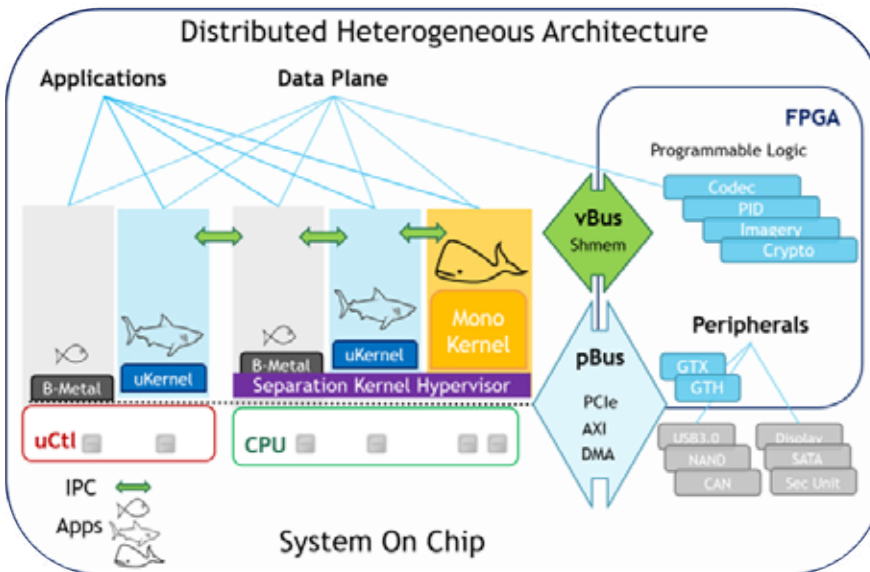 Distributed Heterogeneous Architecture
Applications
Data Plane
FPGA
Programmable Logic
Codec
PID
Imagery
Crypto
vBus
Shmem
Mono
Kernel
B-Metal
uKernel
B-Metal
uKernel
Separation Kernel Hypervisor
pBus
PCIe
AXI
DMA
Peripherals
GTX
GTH
USB3.0
NAND
CAN
Display
SATA
Sec Unit
uCtl
CPU
IPC
Apps
System On Chip